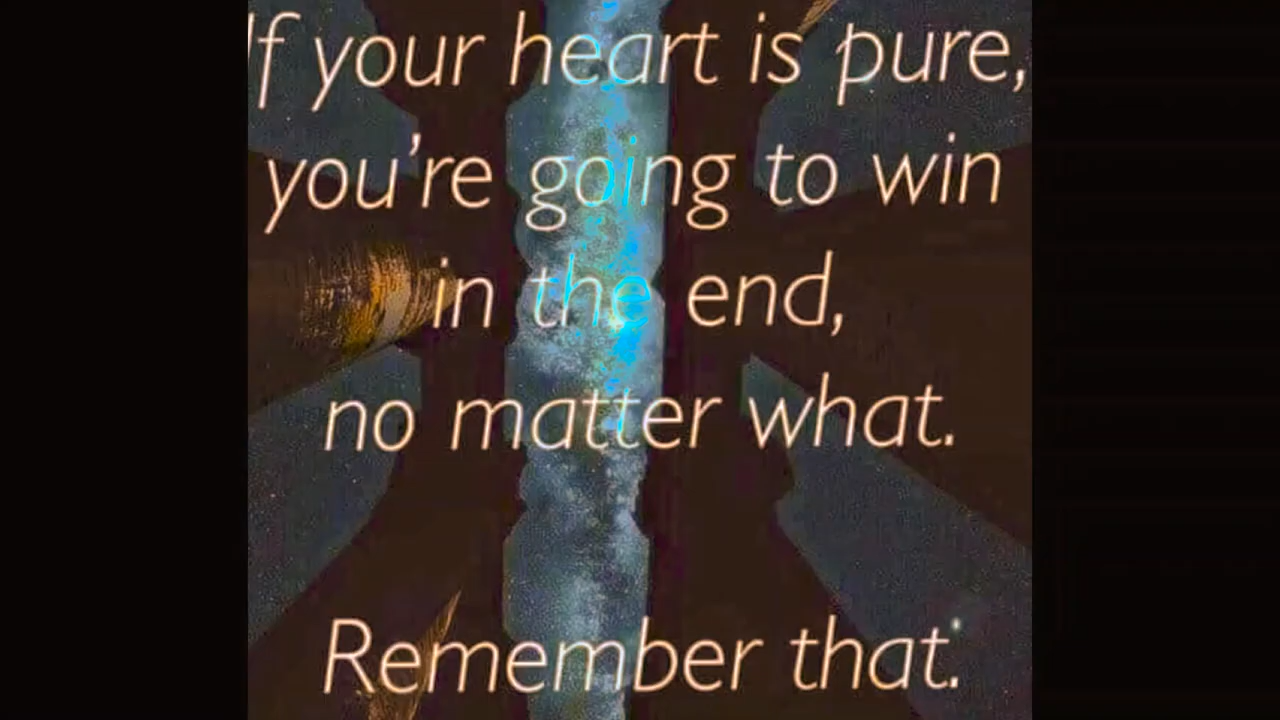 If your heart is pure,
you're going to win
in the end,
no matter what.
Remember that.